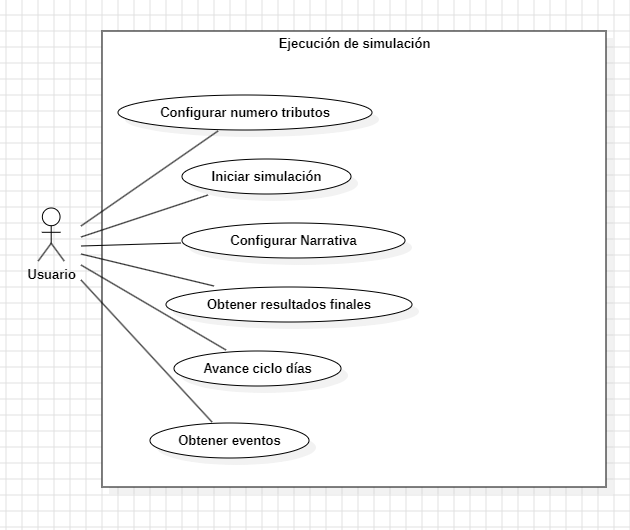 Ejecución de simulación
Configurar numero tributos
Iniciar simulación
Configurar Narrativa
Usuario
Obtener resultados finales
Avance ciclo días
Obtener eventos